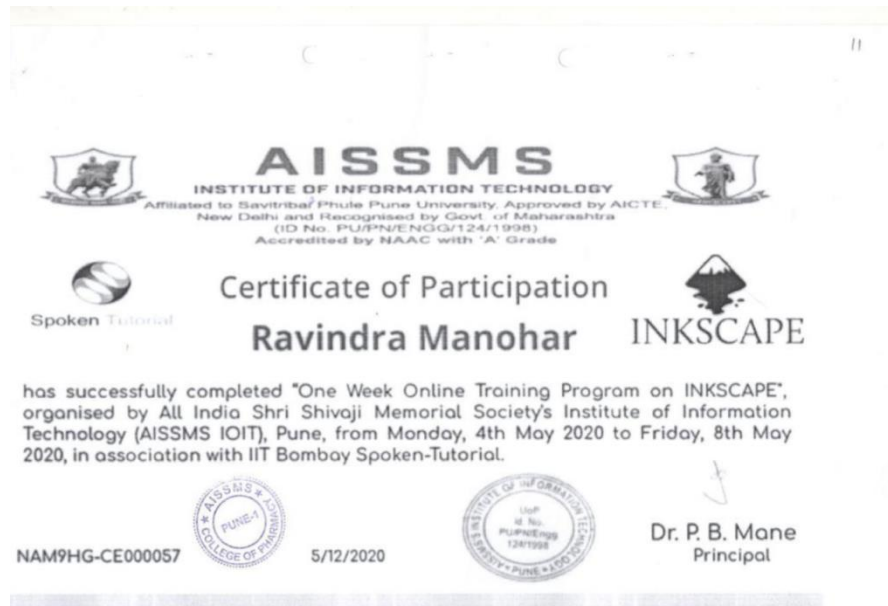 11
AISSMS
INSTITUTE OF INFORMATION TECHNOLOGY
Affiliated to Savitribai Phule Pune University, Approved by AICTE,
New Delhi and Recognised by Govt. of Maharashtra
(ID No. PU/PN/ENGG/124/1998)
Accredited by NAAC with 'A' Grade
Spoken Tutorial
Certificate of Participation
INKSCAPE
Ravindra Manohar
has successfully completed "One Week Online Training Program on INKSCAPE",
organised by All India Shri Shivaji Memorial Society's Institute of Information
Technology (AISSMS IOIT), Pune, from Monday, 4th May 2020 to Friday, 8th May
2020, in association with IIT Bombay Spoken-Tutorial.
AISSMS
PUNE-1
COLLEGE OF PHARMACY
AISSMS INSTITUTE OF INFORMATION TECHNOLOGY
UoP
Id. No.
PU/PN/Engg
124/1998
PUNE
Dr. P. B. Mane
Principal
NAM9HG-CE000057
5/12/2020